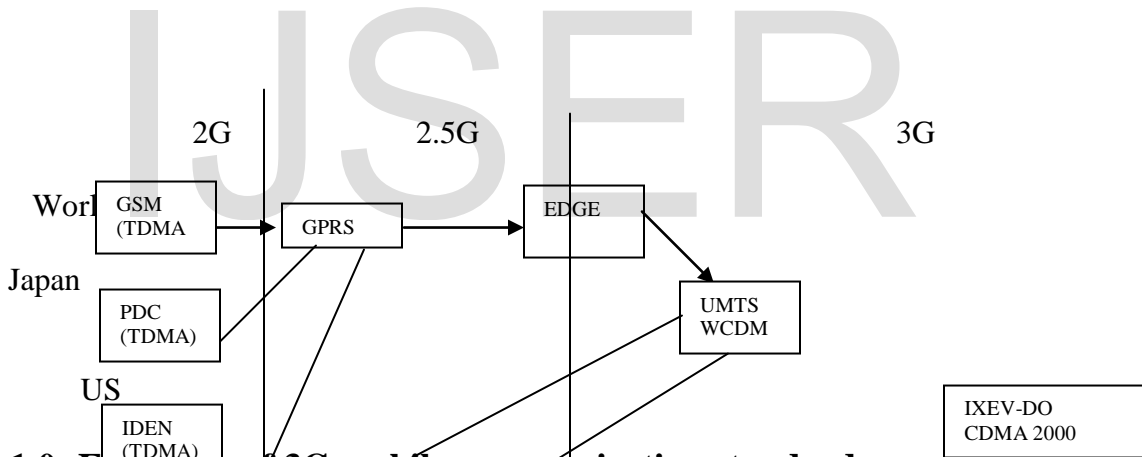 IJSER
2G 2.5G 3G
Worl
GSM
(TDMA
GPRS
EDGE
Japan
PDC
(TDMA)
UMTS
WCDM
US
IDEN
(TDMA)
IXEV-DO
CDMA 2000